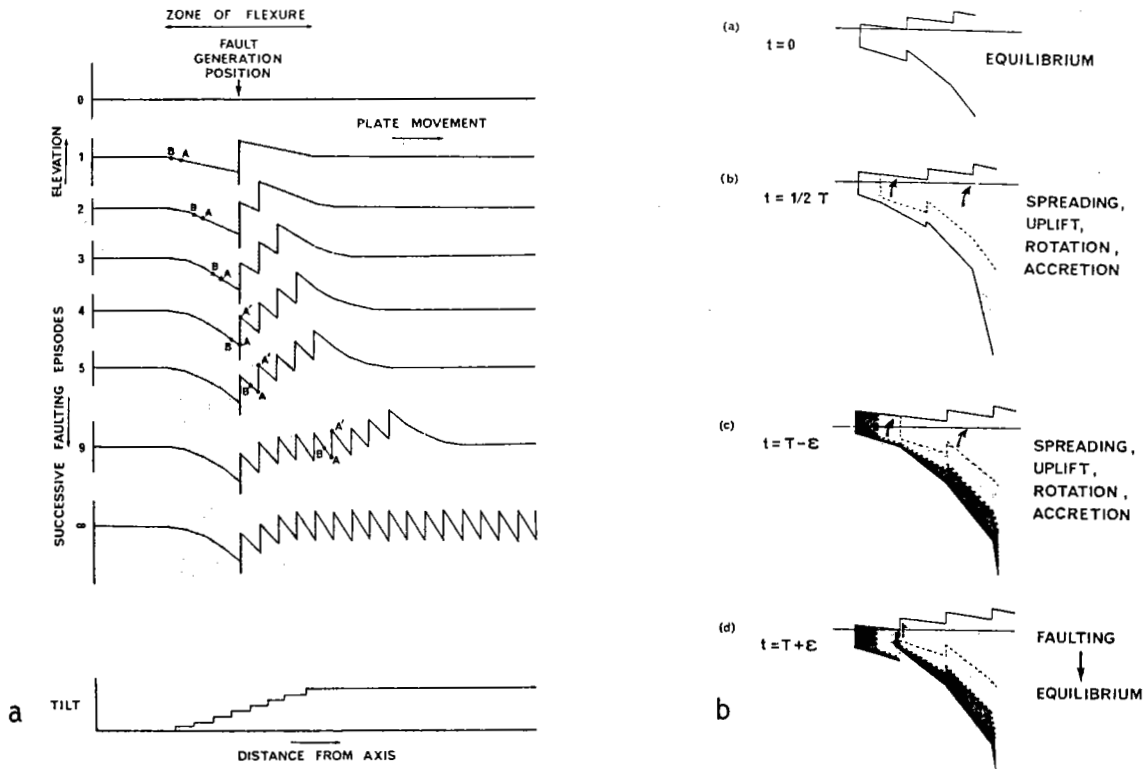 ZONE OF FLEXURE
FAULT
GENERATION
POSITION
PLATE MOVEMENT
ELEVATION
SUCCESSIVE FAULTING EPISODES
0
1
B A
2
B A
3
B A
4
A'
B A
5
A'
B A
9
A'
B A
∞
a
TILT
DISTANCE FROM AXIS
(a)
t = 0
EQUILIBRIUM
(b)
t = 1/2 T
SPREADING,
UPLIFT,
ROTATION,
ACCRETION
(c)
t = T-ε
SPREADING,
UPLIFT,
ROTATION,
ACCRETION
(d)
t = T+ε
FAULTING
EQUILIBRIUM
b